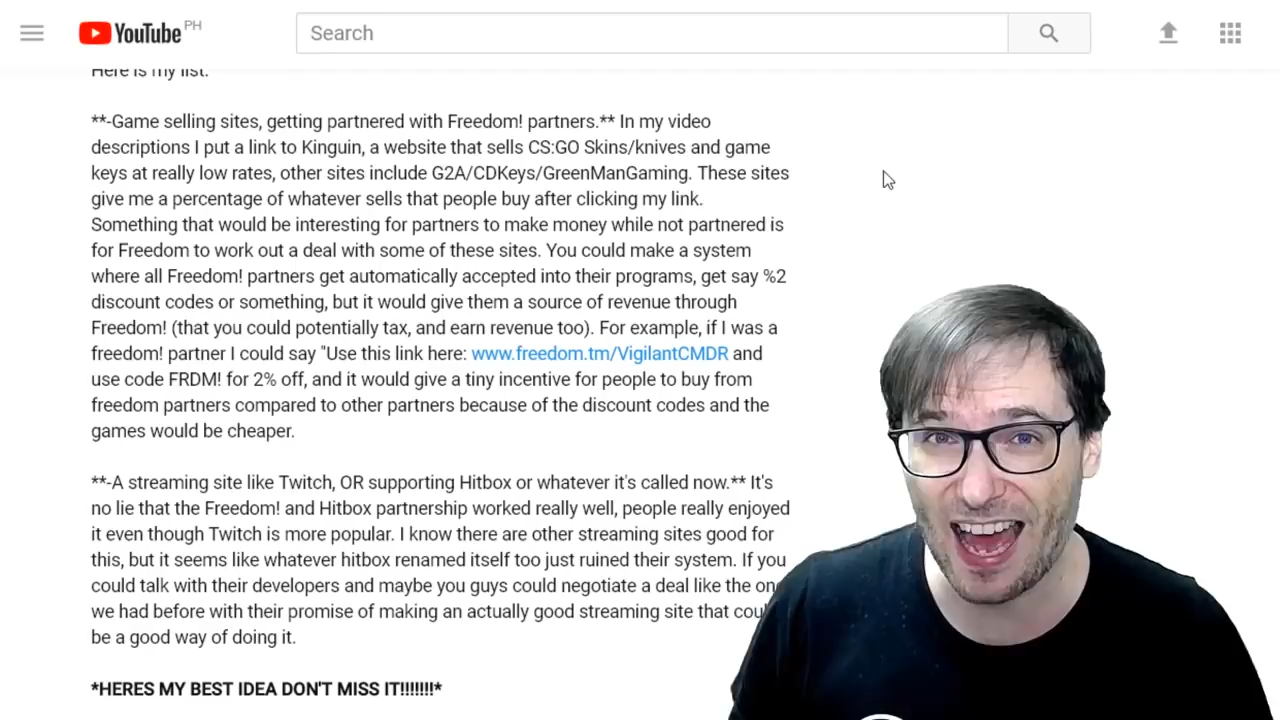 YouTube PH
Search
Here is my list.
**-Game selling sites, getting partnered with Freedom! partners.** In my video
descriptions I put a link to Kinguin, a website that sells CS:GO Skins/knives and game
keys at really low rates, other sites include G2A/CDKeys/GreenManGaming. These sites
give me a percentage of whatever sells that people buy after clicking my link.
Something that would be interesting for partners to make money while not partnered is
for Freedom to work out a deal with some of these sites. You could make a system
where all Freedom! partners get automatically accepted into their programs, get say %2
discount codes or something, but it would give them a source of revenue through
Freedom! (that you could potentially tax, and earn revenue too). For example, if I was a
freedom! partner I could say "Use this link here: www.freedom.tm/VigilantCMDR and
use code FRDM! for 2% off, and it would give a tiny incentive for people to buy from
freedom partners compared to other partners because of the discount codes and the
games would be cheaper.
**-A streaming site like Twitch, OR supporting Hitbox or whatever it's called now.** It's
no lie that the Freedom! and Hitbox partnership worked really well, people really enjoyed
it even though Twitch is more popular. I know there are other streaming sites good for
this, but it seems like whatever hitbox renamed itself too just ruined their system. If you
could talk with their developers and maybe you guys could negotiate a deal like the
we had before with their promise of making an actually good streaming site that
be a good way of doing it.
*HERES MY BEST IDEA DON'T MISS IT!!!!!!!*